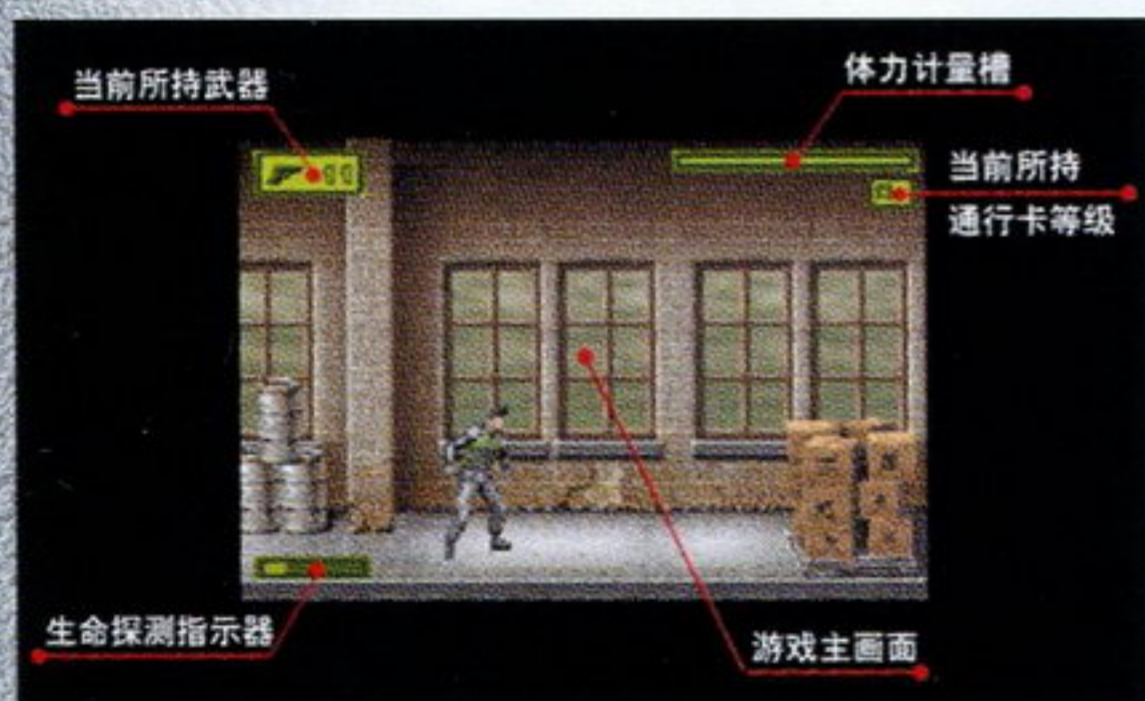 当前所持武器
体力计量槽
当前所持
通行卡等级
生命探测指示器
游戏主画面